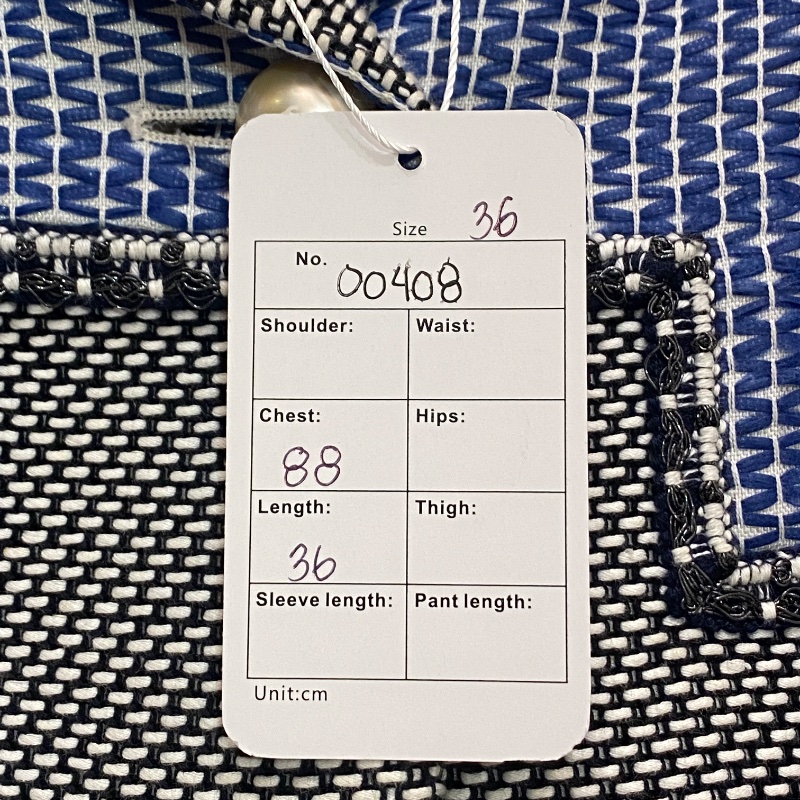 Size 36
No. 00408
Shoulder: Waist:
Chest: Hips:
88
Length: Thigh:
36
Sleeve length: Pant length:
Unit:cm